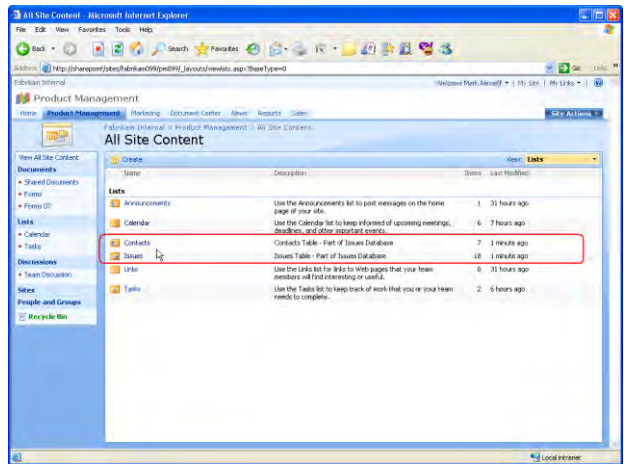 All Site Content - Microsoft Internet Explorer
File Edit View Favorites Tools Help
Back Search Favorites
Address http://sharepoint/sites/fabrikam099/pm099/_layouts/viewlists.aspx?BaseType=0 Go Links
Fabrikam Internal Welcome Mark Alexieff My Site My Links
Product Management
Home Product Management Marketing Document Center News Reports Sales Site Actions
Fabrikam Internal > Product Management > All Site Content
All Site Content
View All Site Content
Documents
Shared Documents
Forms
Forms 07
Lists
Calendar
Tasks
Discussions
Team Discussion
Sites
People and Groups
Recycle Bin
Create View: Lists
Name Description Items Last Modified
Lists
Announcements Use the Announcements list to post messages on the home page of your site. 1 31 hours ago
Calendar Use the Calendar list to keep informed of upcoming meetings, deadlines, and other important events. 6 7 hours ago
Contacts Contacts Table - Part of Issues Database 7 1 minute ago
Issues Issues Table - Part of Issues Database 18 1 minute ago
Links Use the Links list for links to Web pages that your team members will find interesting or useful. 0 31 hours ago
Tasks Use the Tasks list to keep track of work that you or your team needs to complete. 2 6 hours ago
Local intranet